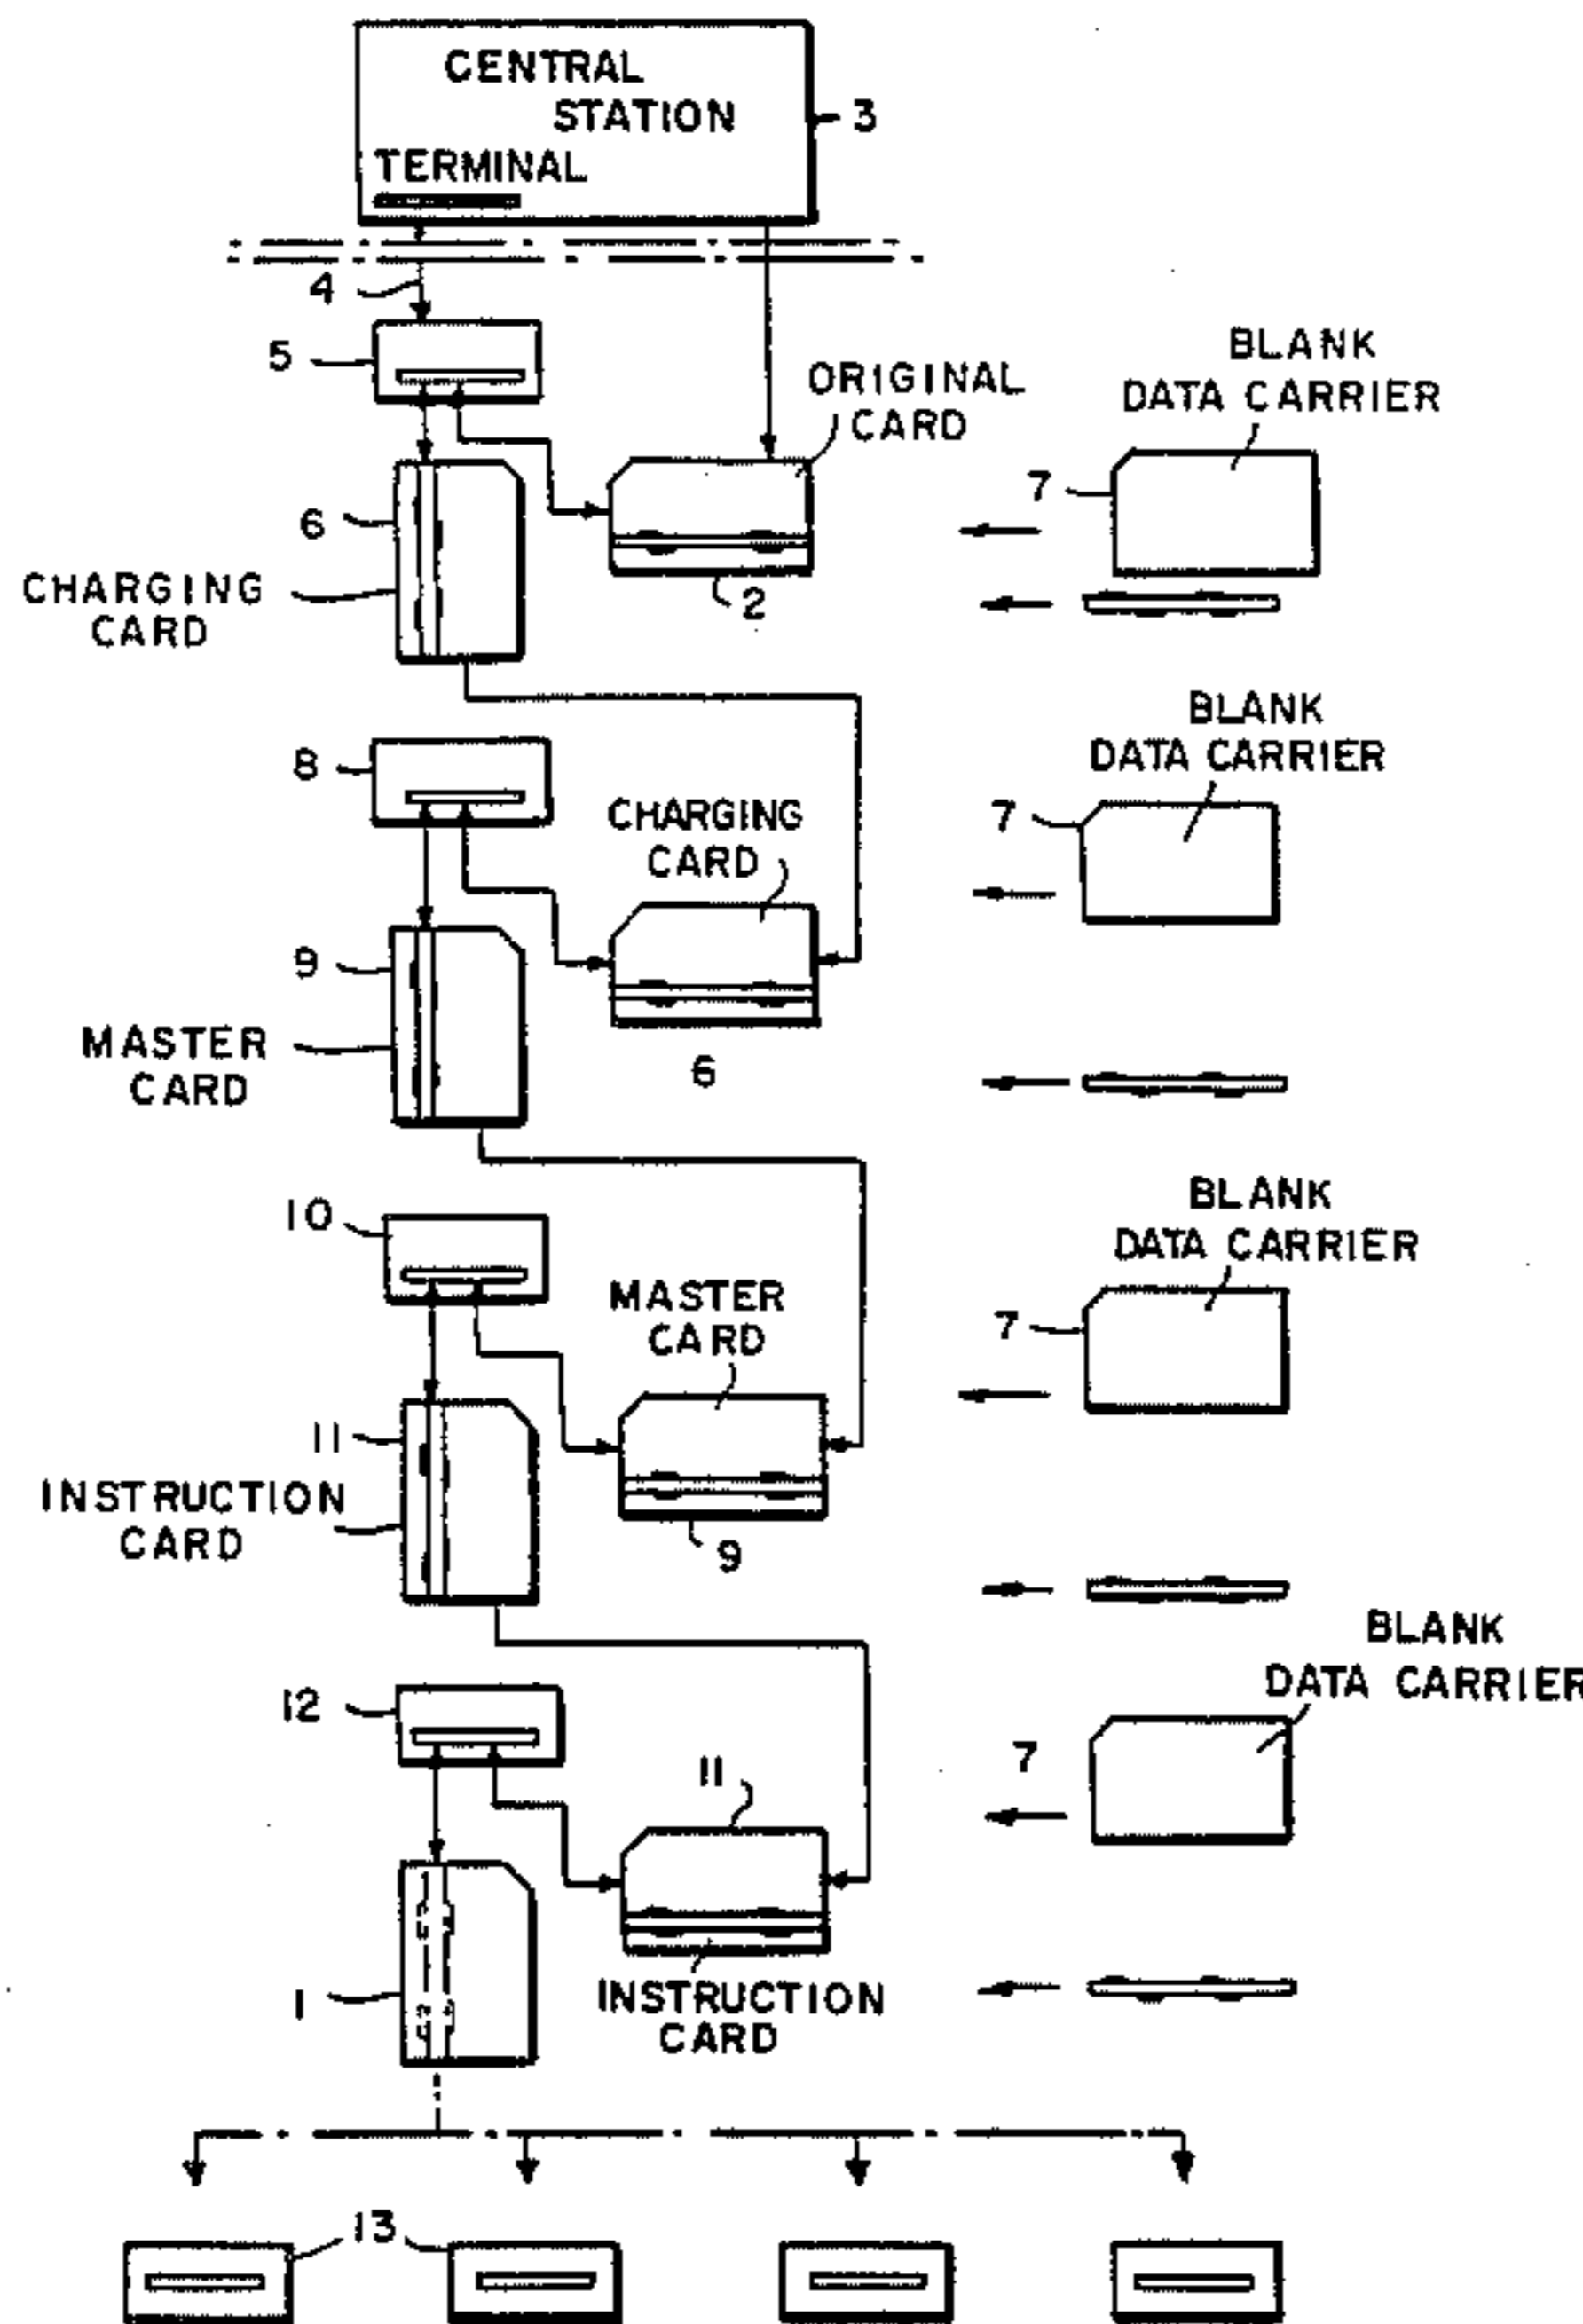 CENTRAL
STATION
3
TERMINAL
4
5
ORIGINAL
CARD
BLANK
DATA CARRIER
7
6
CHARGING
CARD
2
BLANK
DATA CARRIER
8
CHARGING
CARD
7
9
MASTER
CARD
6
BLANK
DATA CARRIER
10
MASTER
CARD
7
11
INSTRUCTION
CARD
9
BLANK
DATA CARRIER
12
11
7
1
INSTRUCTION
CARD
13